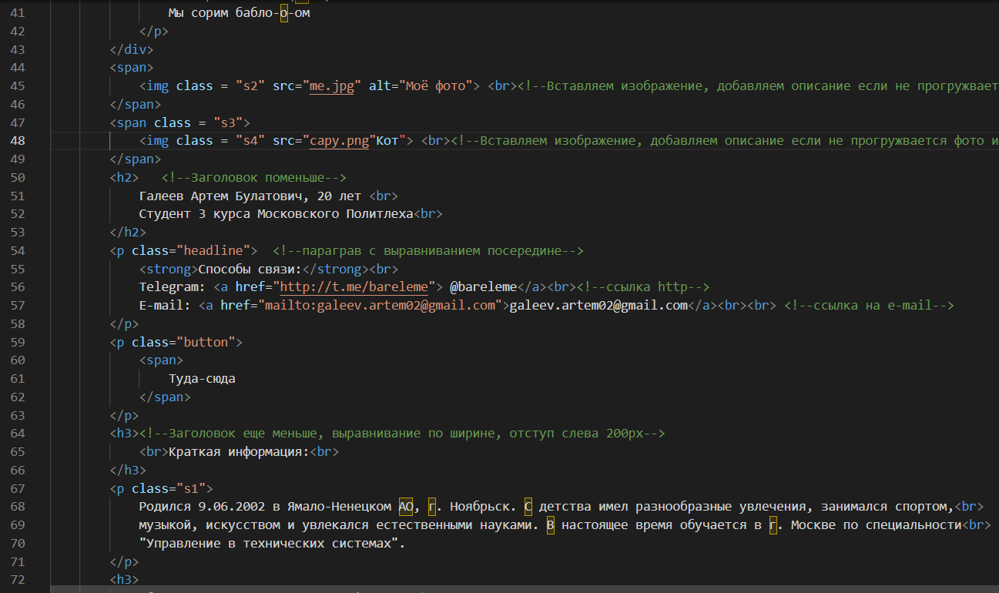 41 Мы сорим бабло-о-ом
42 </p>
43 </div>
44 <span>
45 <img class = "s2" src="me.jpg" alt="Моё фото"> <br><!--Вставляем изображение, добавляем описание если не прогружвает
46 </span>
47 <span class = "s3">
48 <img class = "s4" src="capy.png"Кот"> <br><!--Вставляем изображение, добавляем описание если не прогружвается фото и
49 </span>
50 <h2> <!--Заголовок поменьше-->
51 Галеев Артем Булатович, 20 лет <br>
52 Студент 3 курса Московского Политлеха<br>
53 </h2>
54 <p class="headline"> <!--параграв с выравниванием посередине-->
55 <strong>Способы связи:</strong><br>
56 Telegram: <a href="http://t.me/bareleme"> @bareleme</a><br><!--ссылка http-->
57 E-mail: <a href="mailto:galeev.artem02@gmail.com">galeev.artem02@gmail.com</a><br><br> <!--ссылка на e-mail-->
58 </p>
59 <p class="button">
60 <span>
61 Туда-сюда
62 </span>
63 </p>
64 <h3><!--Заголовок еще меньше, выравнивание по ширине, отступ слева 200px-->
65 <br>Краткая информация:<br>
66 </h3>
67 <p class="s1">
68 Родился 9.06.2002 в Ямало-Ненецком АО, г. Ноябрьск. С детства имел разнообразные увлечения, занимался спортом,<br>
69 музыкой, искусством и увлекался естественными науками. В настоящее время обучается в г. Москве по специальности<br>
70 "Управление в технических системах".
71 </p>
72 <h3>